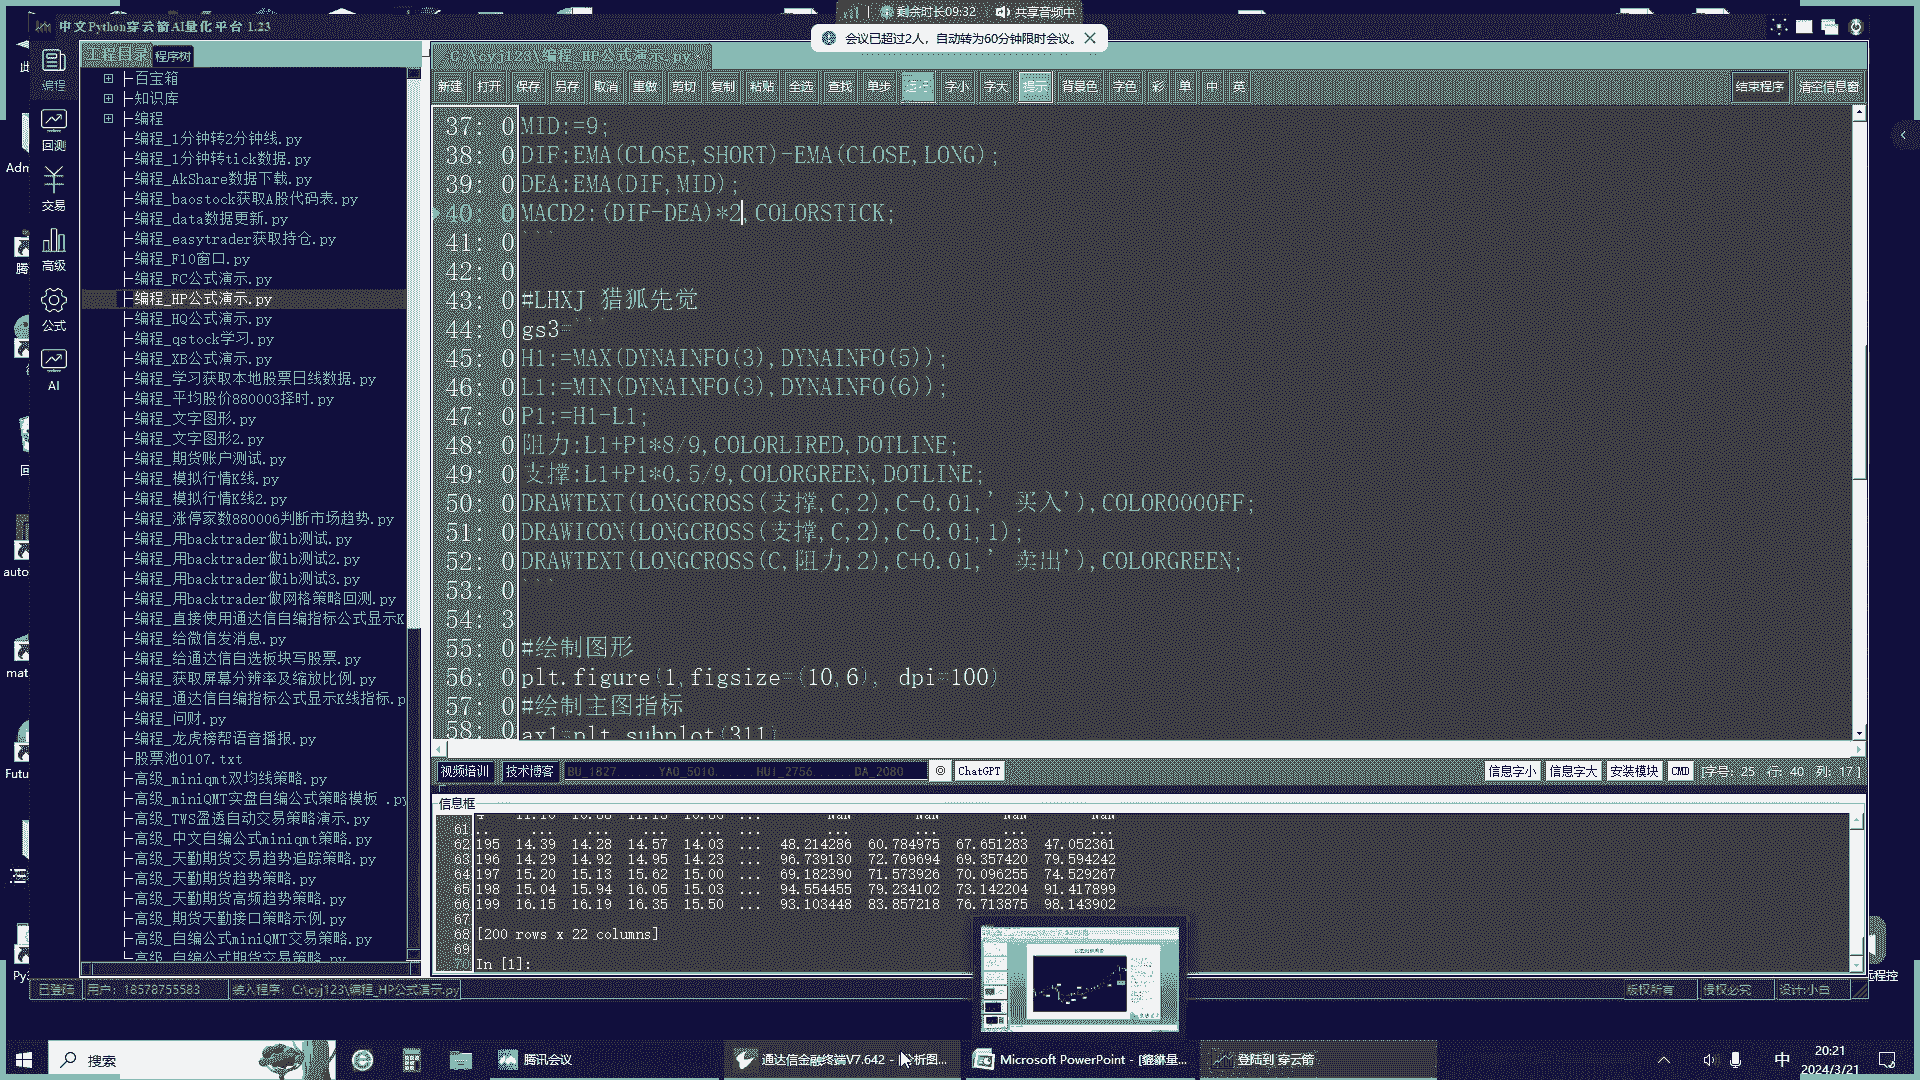 剩余时长09:32 共享音频中
中文Python穿云箭AI量化平台 1.23
会议已超过2人，自动转为60分钟限时会议。
工程目录 程序树
C:\cyj123\编程_HP公式演示.py
新建 打开 保存 另存 取消 重做 剪切 复制 粘贴 全选 查找 单步 字小 字大 提示 背景色 字色 彩 单 中 英 结束程序 清空信息窗
编程
回测
交易
高级
公式
AI
百宝箱
知识库
编程
编程_1分钟转2分钟线.py
编程_1分钟转tick数据.py
编程_AkShare数据下载.py
编程_baostock获取A股代码表.py
编程_data数据更新.py
编程_easytrader获取持仓.py
编程_F10窗口.py
编程_FC公式演示.py
编程_HP公式演示.py
编程_HQ公式演示.py
编程_qstock学习.py
编程_XB公式演示.py
编程_学习获取本地股票日线数据.py
编程_平均股价880003择时.py
编程_文字图形.py
编程_文字图形2.py
编程_期货账户测试.py
编程_模拟行情K线.py
编程_模拟行情K线2.py
编程_涨停家数880006判断市场趋势.py
编程_用backtrader做ib测试.py
编程_用backtrader做ib测试2.py
编程_用backtrader做ib测试3.py
编程_用backtrader做网格策略回测.py
编程_直接使用通达信自编指标公式显示K
编程_给微信发消息.py
编程_给通达信自选板块写股票.py
编程_获取屏幕分辨率及缩放比例.py
编程_通达信自编指标公式显示K线指标.p
编程_问财.py
编程_龙虎榜帮语音播报.py
股票池0107.txt
高级_miniqmt双均线策略.py
高级_miniQMT实盘自编公式策略模板 .py
高级_TWS盈透自动交易策略演示.py
高级_中文自编公式miniqmt策略.py
高级_天勤期货交易趋势追踪策略.py
高级_天勤期货趋势策略.py
高级_天勤期货高频趋势策略.py
高级_期货天勤接口策略示例.py
高级_自编公式miniQMT交易策略.py
高级_自编公式期货交易策略.py
37: 0 MID:=9;
38: 0 DIF:EMA(CLOSE,SHORT)-EMA(CLOSE,LONG);
39: 0 DEA:EMA(DIF,MID);
40: 0 MACD2:(DIF-DEA)*2,COLORSTICK;
41: 0 ```
42: 0
43: 0 #LHXJ 猎狐先觉
44: 0 gs3=```
45: 0 H1:=MAX(DYNAINFO(3),DYNAINFO(5));
46: 0 L1:=MIN(DYNAINFO(3),DYNAINFO(6));
47: 0 P1:=H1-L1;
48: 0 阻力:L1+P1*8/9,COLORLIRED,DOTLINE;
49: 0 支撑:L1+P1*0.5/9,COLORGREEN,DOTLINE;
50: 0 DRAWTEXT(LONGCROSS(支撑,C,2),C-0.01,' 买入'),COLOR0000FF;
51: 0 DRAWICON(LONGCROSS(支撑,C,2),C-0.01,1);
52: 0 DRAWTEXT(LONGCROSS(C,阻力,2),C+0.01,' 卖出'),COLORGREEN;
53: 0 ```
54: 3
55: 0 #绘制图形
56: 0 plt.figure(1,figsize=(10,6), dpi=100)
57: 0 #绘制主图指标
58: 0 ax1=plt.subplot(311)
视频培训 技术博客 BU_1827 YAO_5010. HUI_2756 DA_2080 ChatGPT 信息字小 信息字大 安装模块 CMD [字号: 25 行: 40 列: 17 ]
信息框
61 .. ... ... ... ... ... ... ... ... ...
62 195 14.39 14.28 14.57 14.03 ... 48.214286 60.784975 67.651283 47.052361
63 196 14.29 14.92 14.95 14.23 ... 96.739130 72.769694 69.357420 79.594242
64 197 15.20 15.13 15.62 15.00 ... 69.182390 71.573926 70.096255 74.529267
65 198 15.04 15.94 16.05 15.03 ... 94.554455 79.234102 73.142204 91.417899
66 199 16.15 16.19 16.35 15.50 ... 93.103448 83.857218 76.713875 98.143902
67
68 [200 rows x 22 columns]
69
70 In [1]:
已登陆 用户: 18578755583 装入程序: C:\cyj123\编程_HP公式演示.py 版权所有 侵权必究 设计:小白
搜索 腾讯会议 通达信金融终端V7.642 - [分析图... Microsoft PowerPoint - [貔貅量... 登陆到 穿云箭 中 20:21
2024/3/21